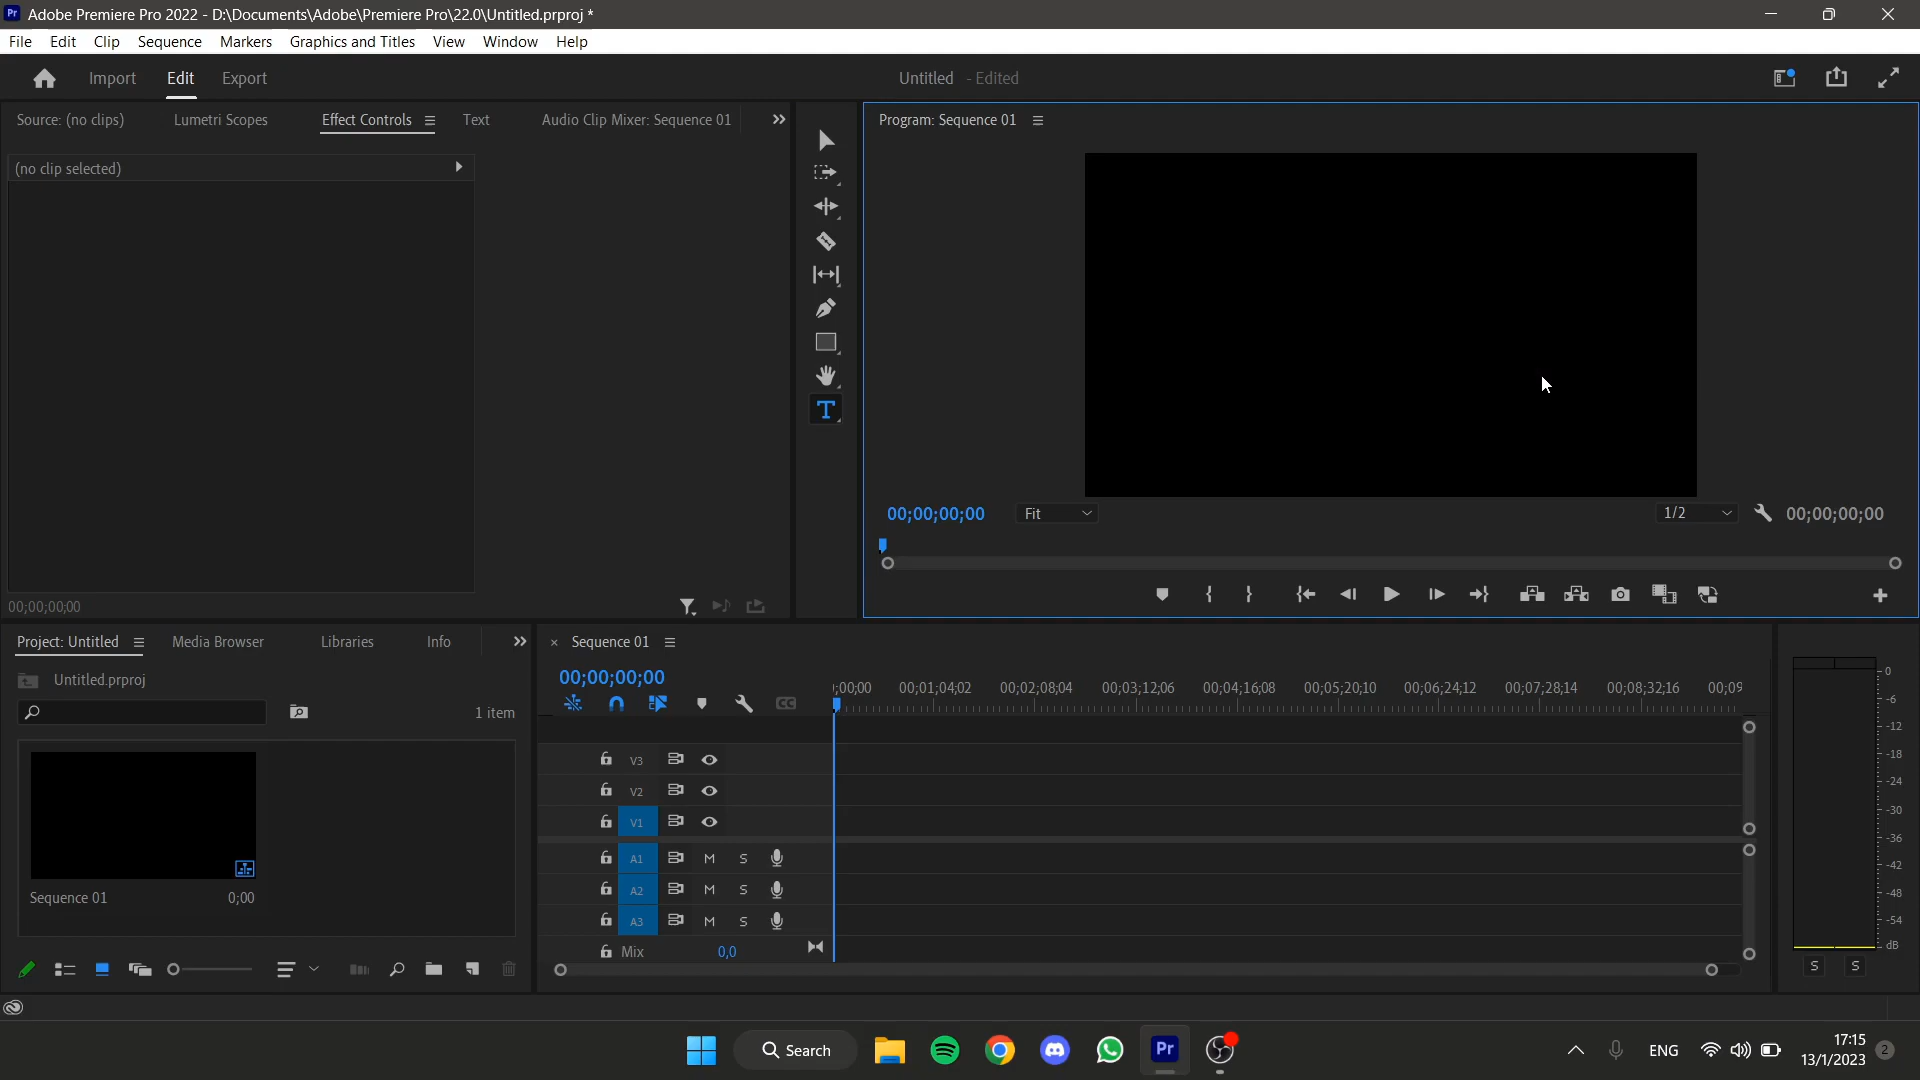 Pr Adobe Premiere Pro 2022 - D:\Documents\Adobe\Premiere Pro\22.0\Untitled.prproj *
File Edit Clip Sequence Markers Graphics and Titles View Window Help
Import Edit Export Untitled - Edited
Source: (no clips) Lumetri Scopes Effect Controls Text Audio Clip Mixer: Sequence 01
Program: Sequence 01
(no clip selected)
T
00;00;00;00 Fit 1/2 00;00;00;00
00;00;00;00
Project: Untitled Media Browser Libraries Info
Untitled.prproj
1 item
Sequence 01 0;00
Sequence 01
00;00;00;00
;00;00 00;01;04;02 00;02;08;04 00;03;12;06 00;04;16;08 00;05;20;10 00;06;24;12 00;07;28;14 00;08;32;16 00;09
V3
V2
V1
A1 M S
A2 M S
A3 M S
Mix 0,0
0
-6
-12
-18
-24
-30
-36
-42
-48
-54
dB
S S
Search Pr ENG 17:15
13/1/2023 2